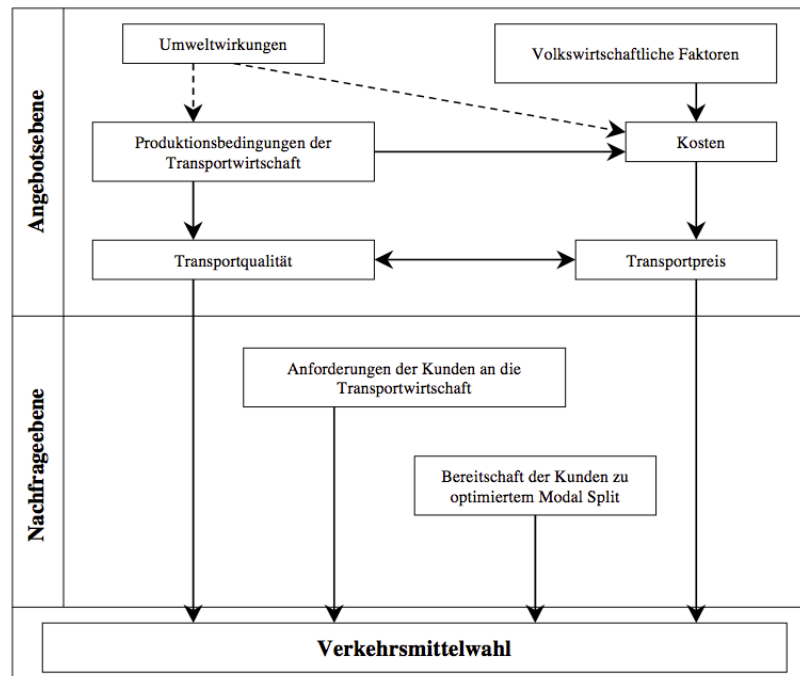 Angebotsebene
Umweltwirkungen
Volkswirtschaftliche Faktoren
Produktionsbedingungen der
Transportwirtschaft
Kosten
Transportqualität
Transportpreis
Nachfrageebene
Anforderungen der Kunden an die
Transportwirtschaft
Bereitschaft der Kunden zu
optimiertem Modal Split
Verkehrsmittelwahl